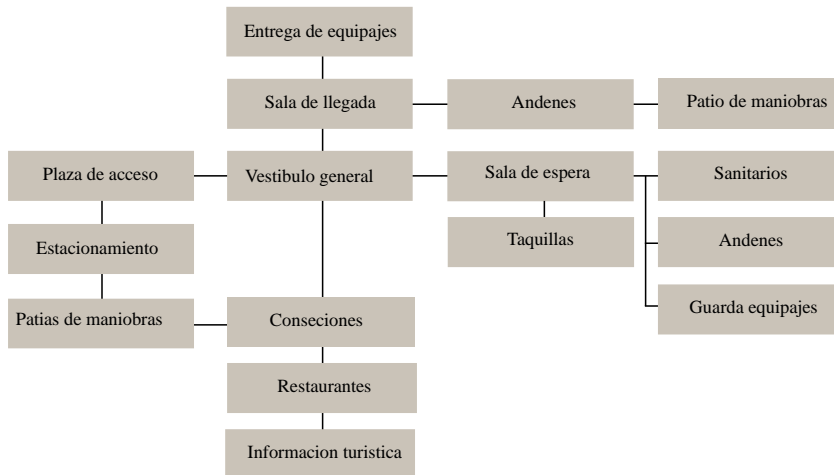 Entrega de equipajes
Sala de llegada
Andenes
Patio de maniobras
Plaza de acceso
Vestibulo general
Sala de espera
Sanitarios
Estacionamiento
Taquillas
Andenes
Patias de maniobras
Conseciones
Guarda equipajes
Restaurantes
Informacion turistica